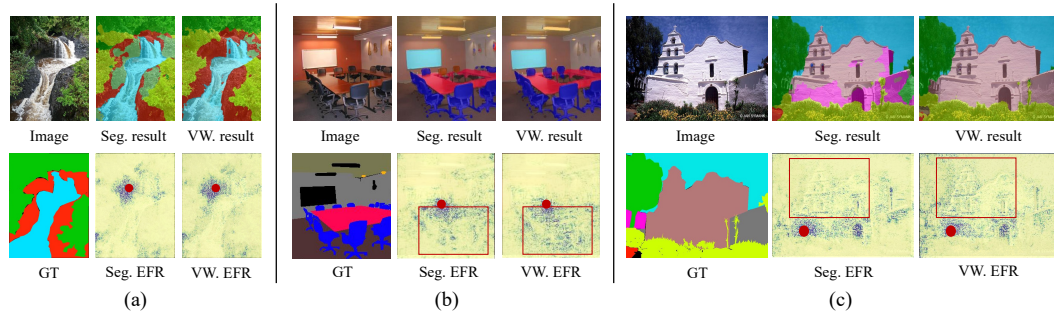 Image Seg. result VW. result
GT Seg. EFR VW. EFR
(a)
Image Seg. result VW. result
GT Seg. EFR VW. EFR
(b)
Image Seg. result VW. result
GT Seg. EFR VW. EFR
(c)